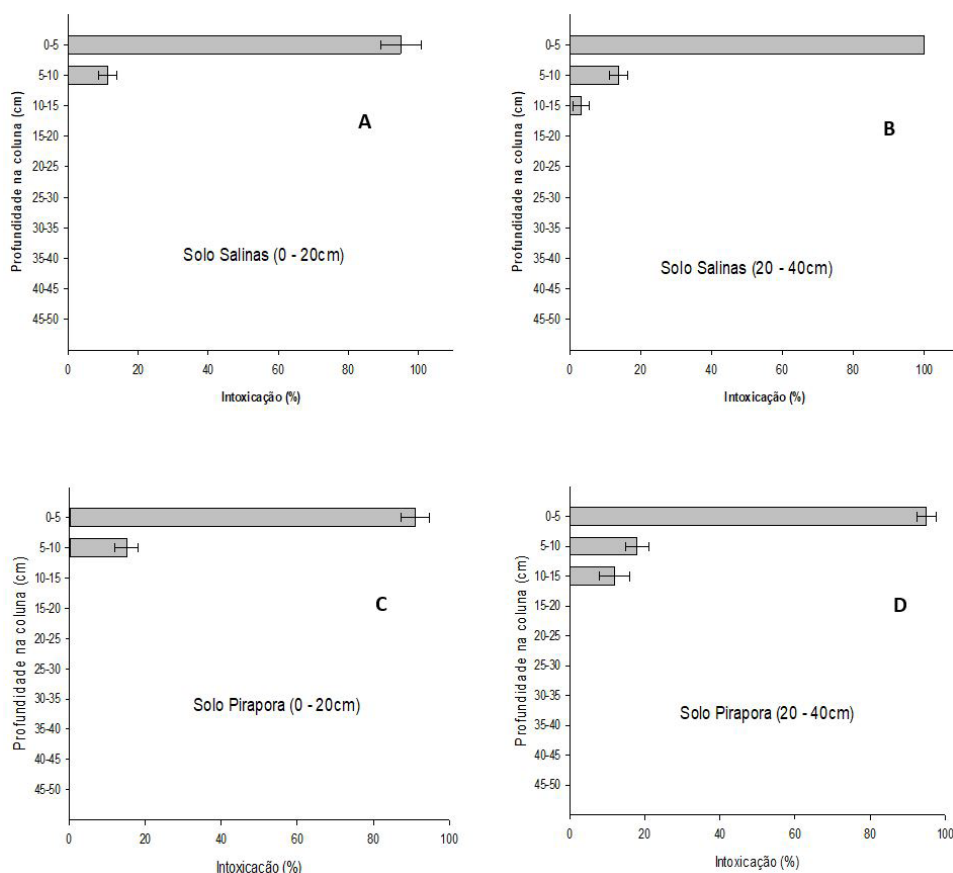 Profundidade na coluna (cm)
0-5
5-10
10-15
15-20
20-25
25-30
30-35
35-40
40-45
45-50
A
Solo Salinas (0 - 20cm)
0 20 40 60 80 100
Intoxicação (%)
Profundidade na coluna (cm)
0-5
5-10
10-15
15-20
20-25
25-30
30-35
35-40
40-45
45-50
B
Solo Salinas (20 - 40cm)
0 20 40 60 80 100
Intoxicação (%)
Profundidade na coluna (cm)
0-5
5-10
10-15
15-20
20-25
25-30
30-35
35-40
40-45
45-50
C
Solo Pirapora (0 - 20cm)
0 20 40 60 80 100
Intoxicação (%)
Profundidade na coluna (cm)
0-5
5-10
10-15
15-20
20-25
25-30
30-35
35-40
40-45
45-50
D
Solo Pirapora (20 - 40cm)
0 20 40 60 80 100
Intoxicação (%)